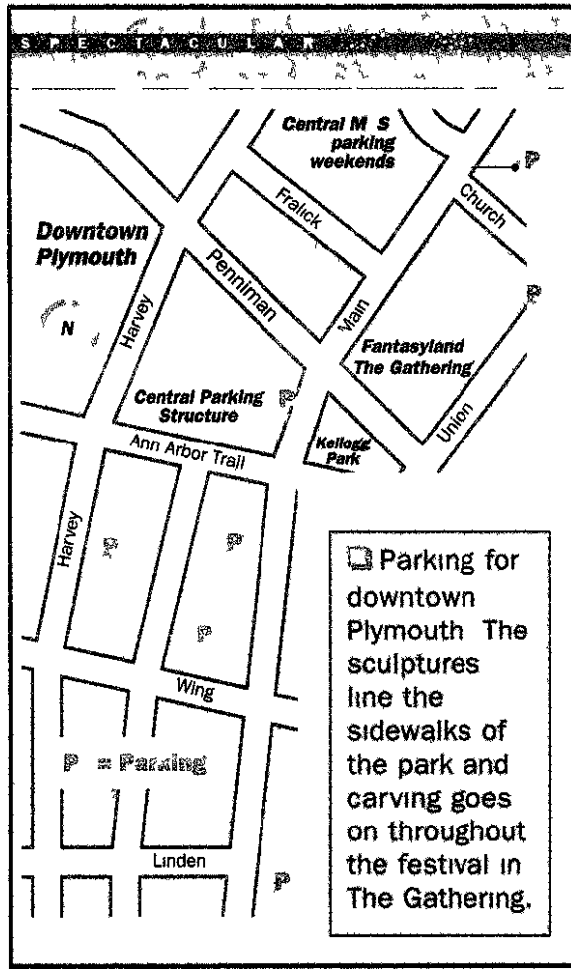 SPECTACULAR
Central M S
parking
weekends
P
Fralick
Church
Downtown
Plymouth
Penniman
P
N
Harvey
Main
Fantasyland
The Gathering
Central Parking
Structure
P
Union
Ann Arbor Trail
Kellogg
Park
Harvey
P
P
P
Wing
P = Parking
Linden
P
Parking for
downtown
Plymouth The
sculptures
line the
sidewalks of
the park and
carving goes
on throughout
the festival in
The Gathering.